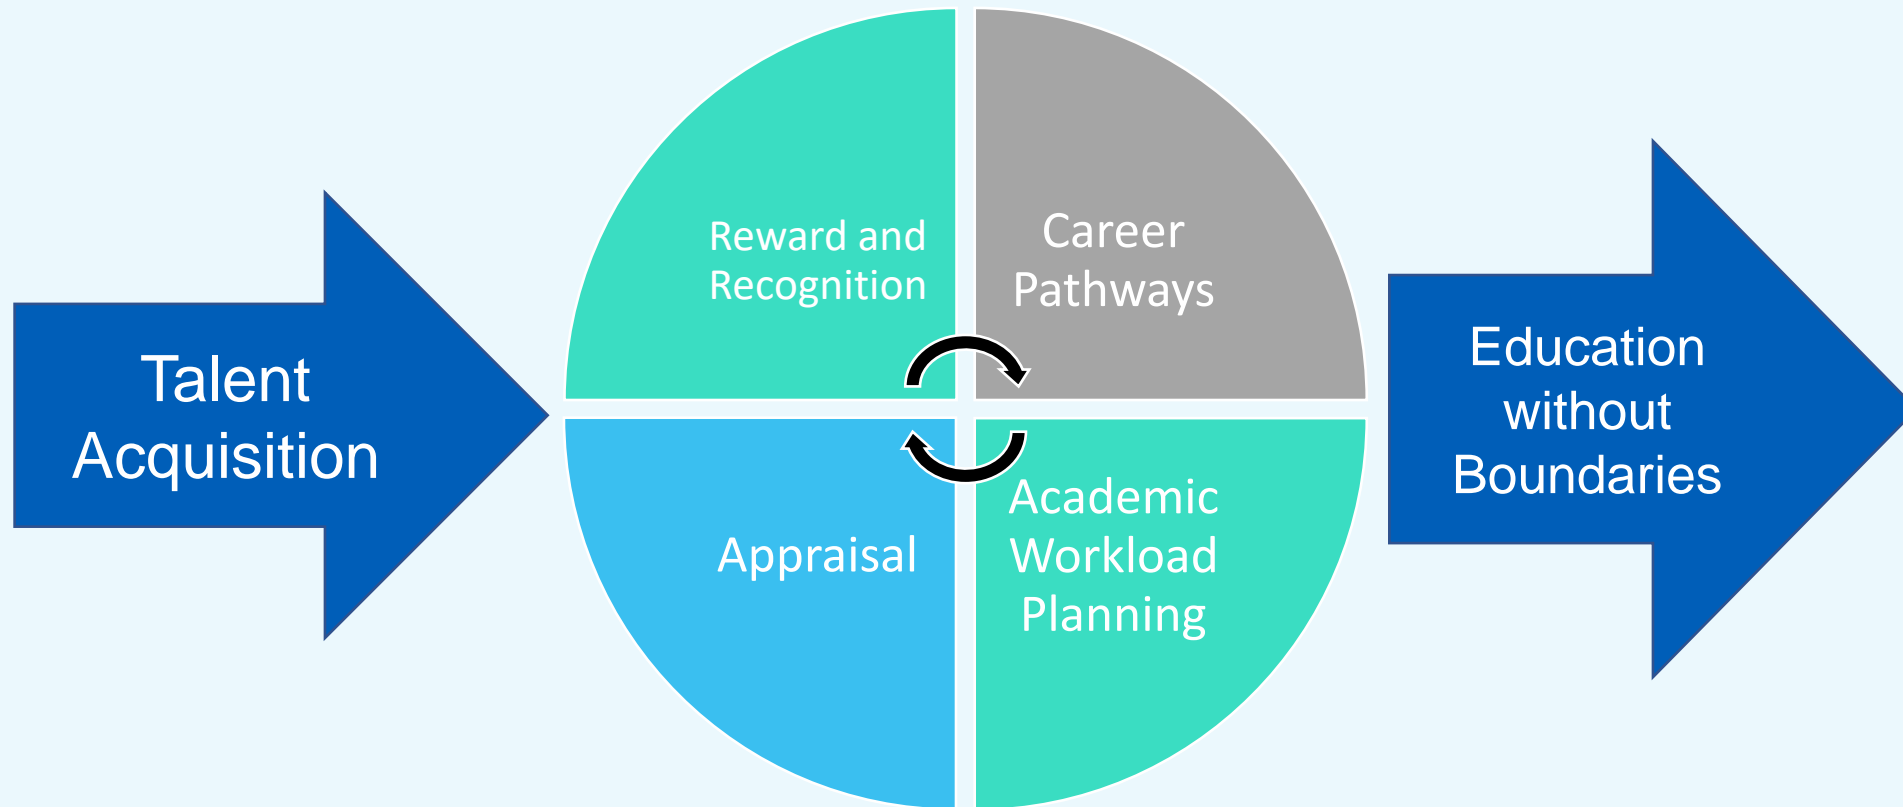 Talent
Acquisition
Reward and
Recognition
Career
Pathways
Appraisal
Academic
Workload
Planning
Education
without
Boundaries